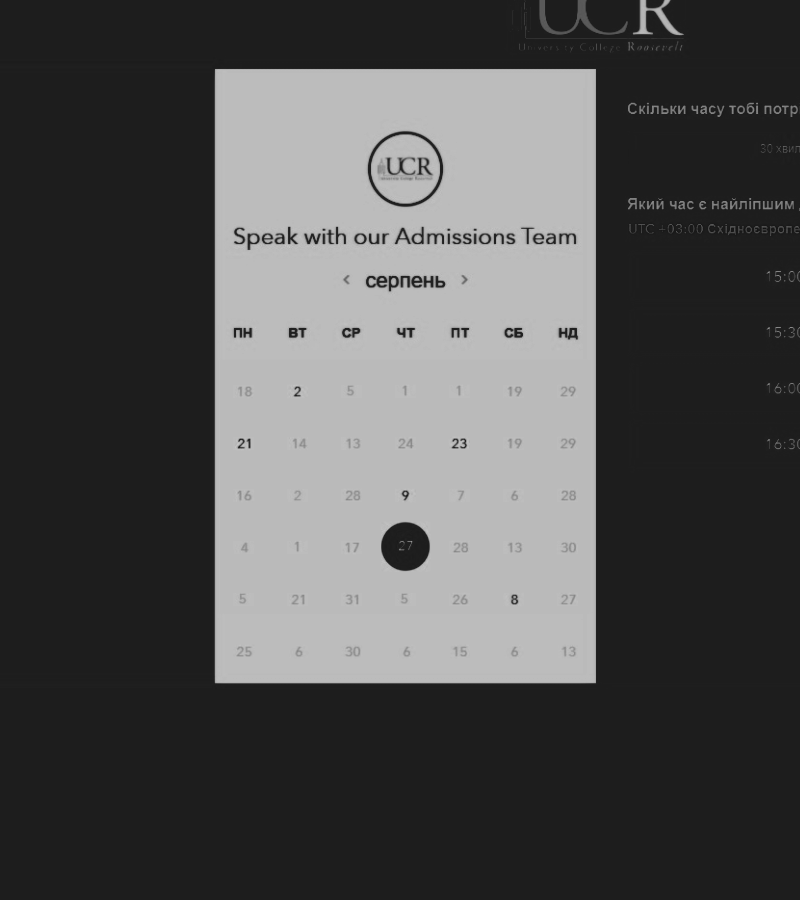 UCR
University College Roosevelt
UCR
Speak with our Admissions Team
< серпень >
ПН ВТ СР ЧТ ПТ СБ НД
18 2 5 1 1 19 29
21 14 13 24 23 19 29
16 2 28 9 7 6 28
4 1 17 27 28 13 30
5 21 31 5 26 8 27
25 6 30 6 15 6 13
Скільки часу тобі потр
30 хвил
Який час є найліпшим
UTC +03:00 Східноєвропе
15:00
15:30
16:00
16:30